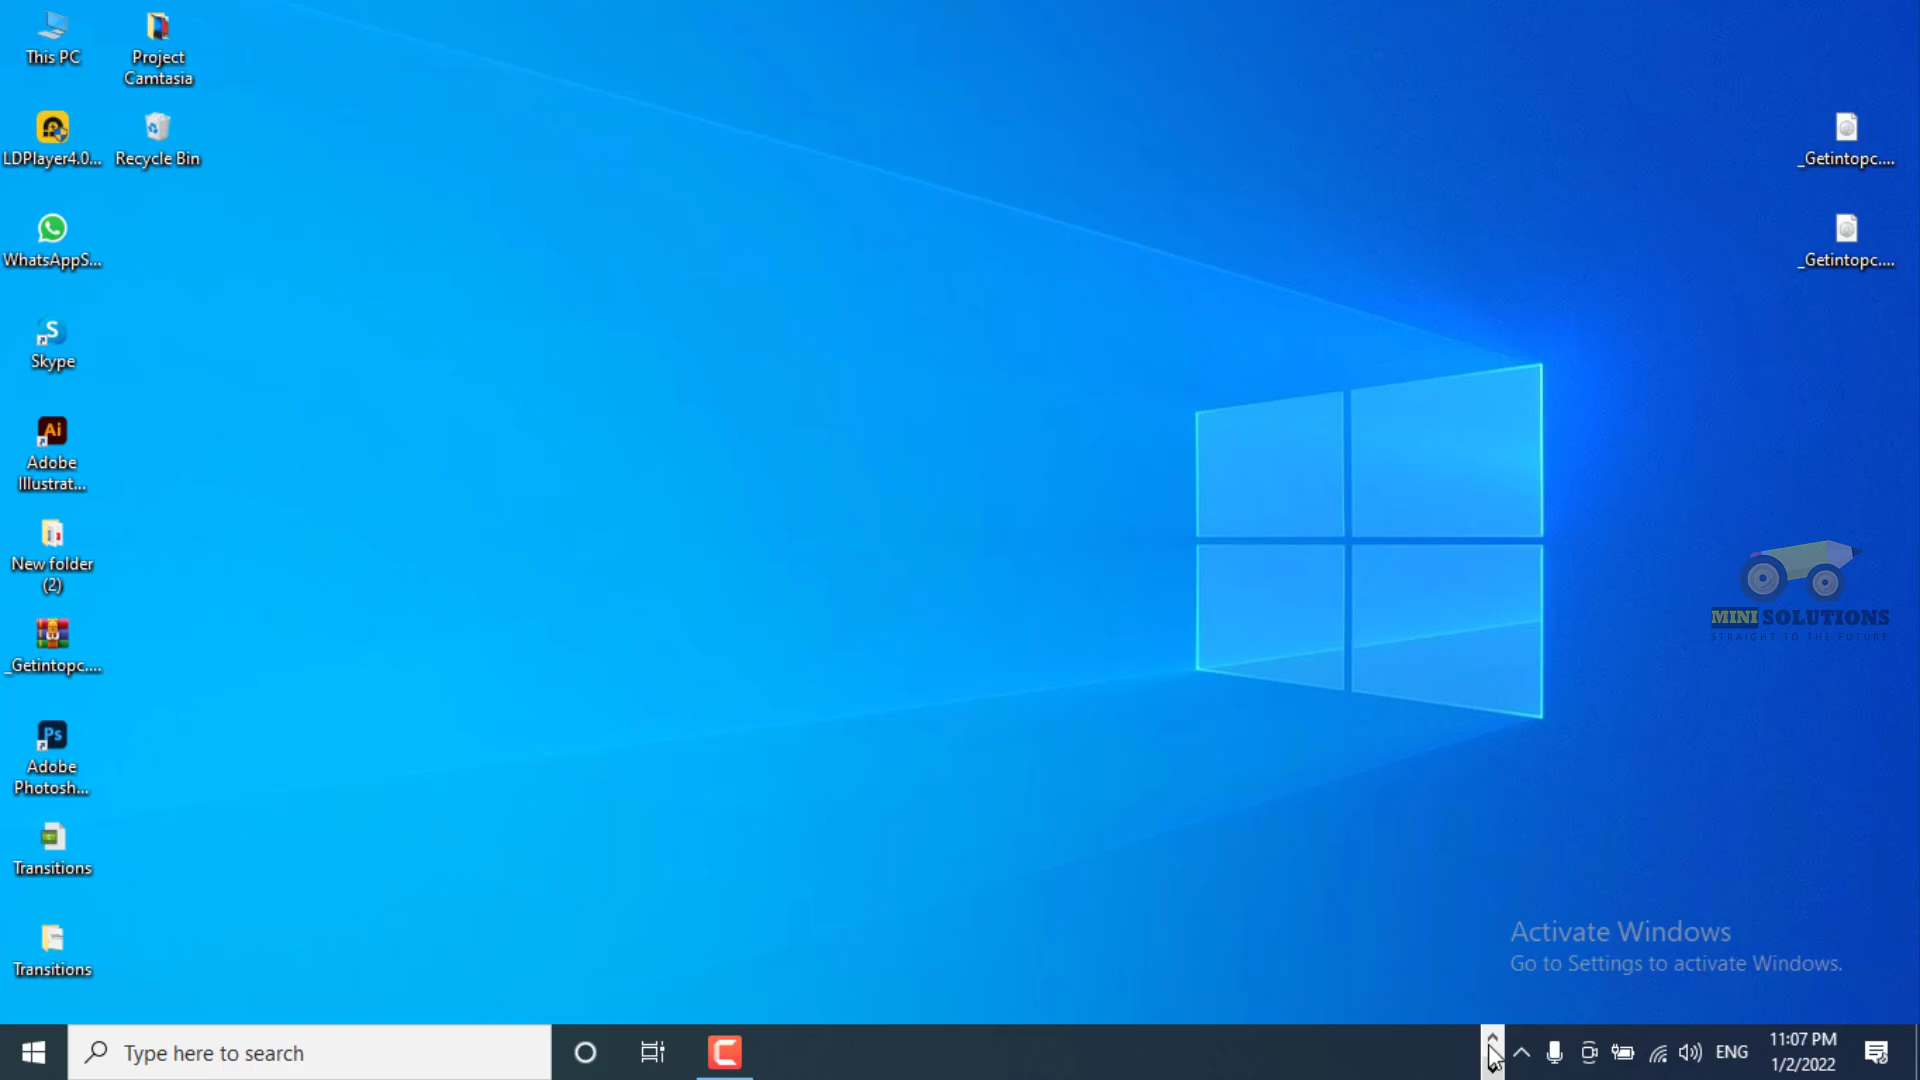 This PC
Project
Camtasia
LDPlayer4.0...
Recycle Bin
_Getintopc....
WhatsAppS...
_Getintopc....
Skype
Ai
Adobe
Illustrat...
New folder
(2)
MINI SOLUTIONS
STRAIGHT TO THE FUTURE
_Getintopc....
Ps
Adobe
Photosh...
Transitions
Activate Windows
Go to Settings to activate Windows.
Transitions
Type here to search
ENG
11:07 PM
1/2/2022